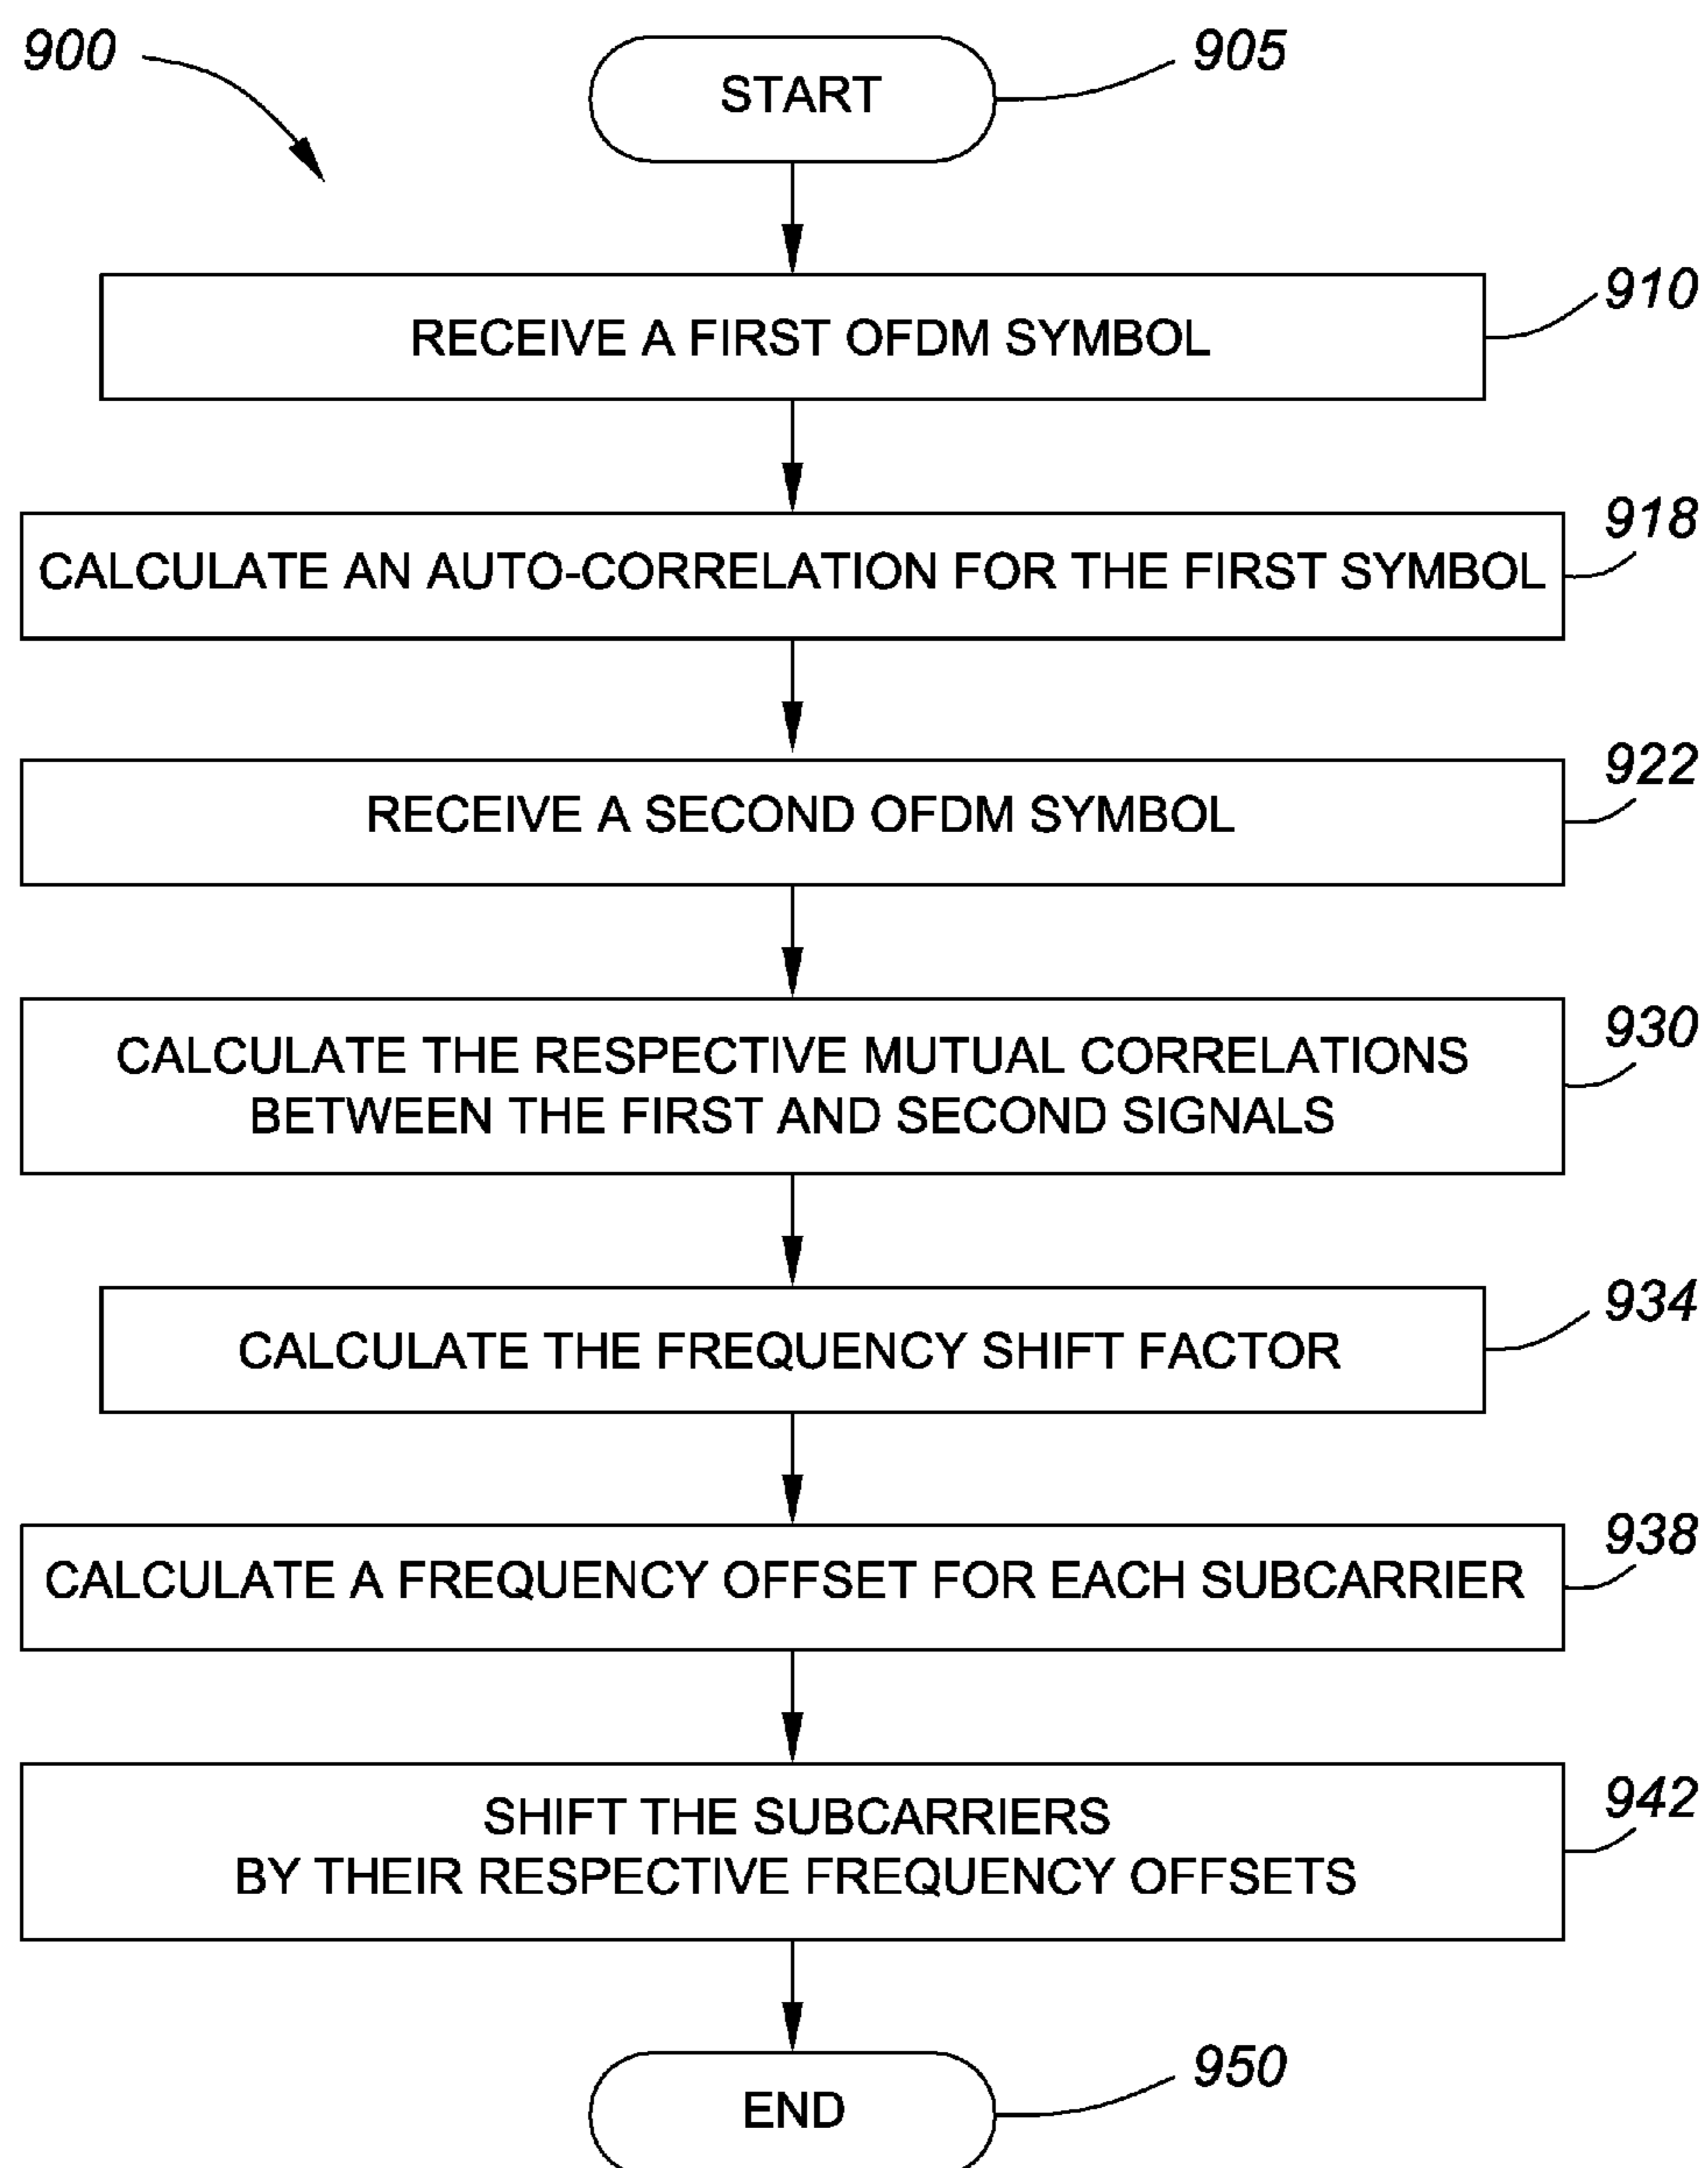 900
START
905
RECEIVE A FIRST OFDM SYMBOL
910
CALCULATE AN AUTO-CORRELATION FOR THE FIRST SYMBOL
918
RECEIVE A SECOND OFDM SYMBOL
922
CALCULATE THE RESPECTIVE MUTUAL CORRELATIONS
BETWEEN THE FIRST AND SECOND SIGNALS
930
CALCULATE THE FREQUENCY SHIFT FACTOR
934
CALCULATE A FREQUENCY OFFSET FOR EACH SUBCARRIER
938
SHIFT THE SUBCARRIERS
BY THEIR RESPECTIVE FREQUENCY OFFSETS
942
END
950